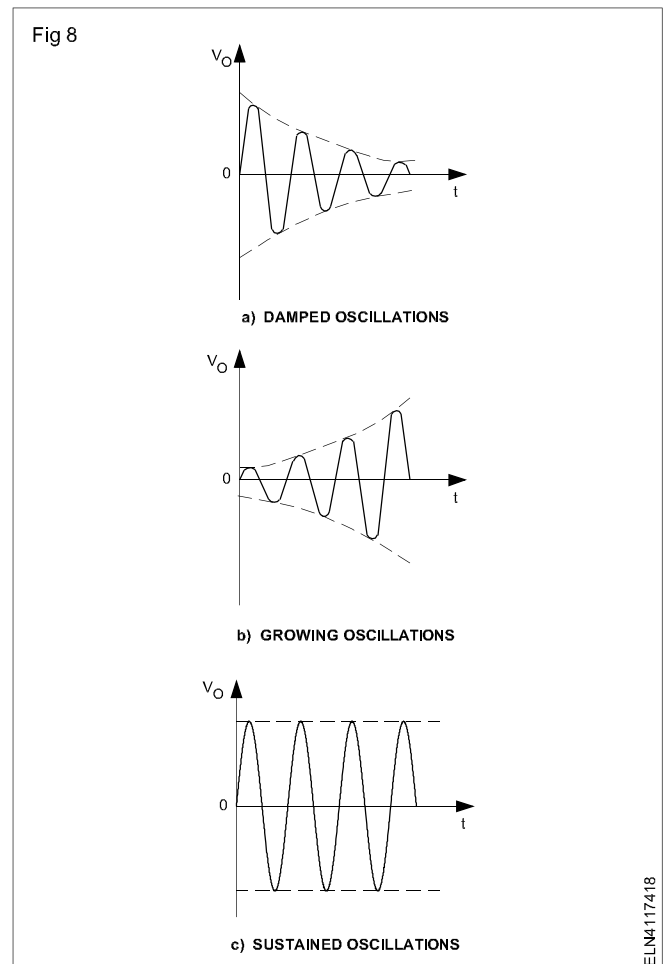 Fig 8
VO
0
t
a) DAMPED OSCILLATIONS
VO
0
t
b) GROWING OSCILLATIONS
VO
0
t
c) SUSTAINED OSCILLATIONS
ELN4117418